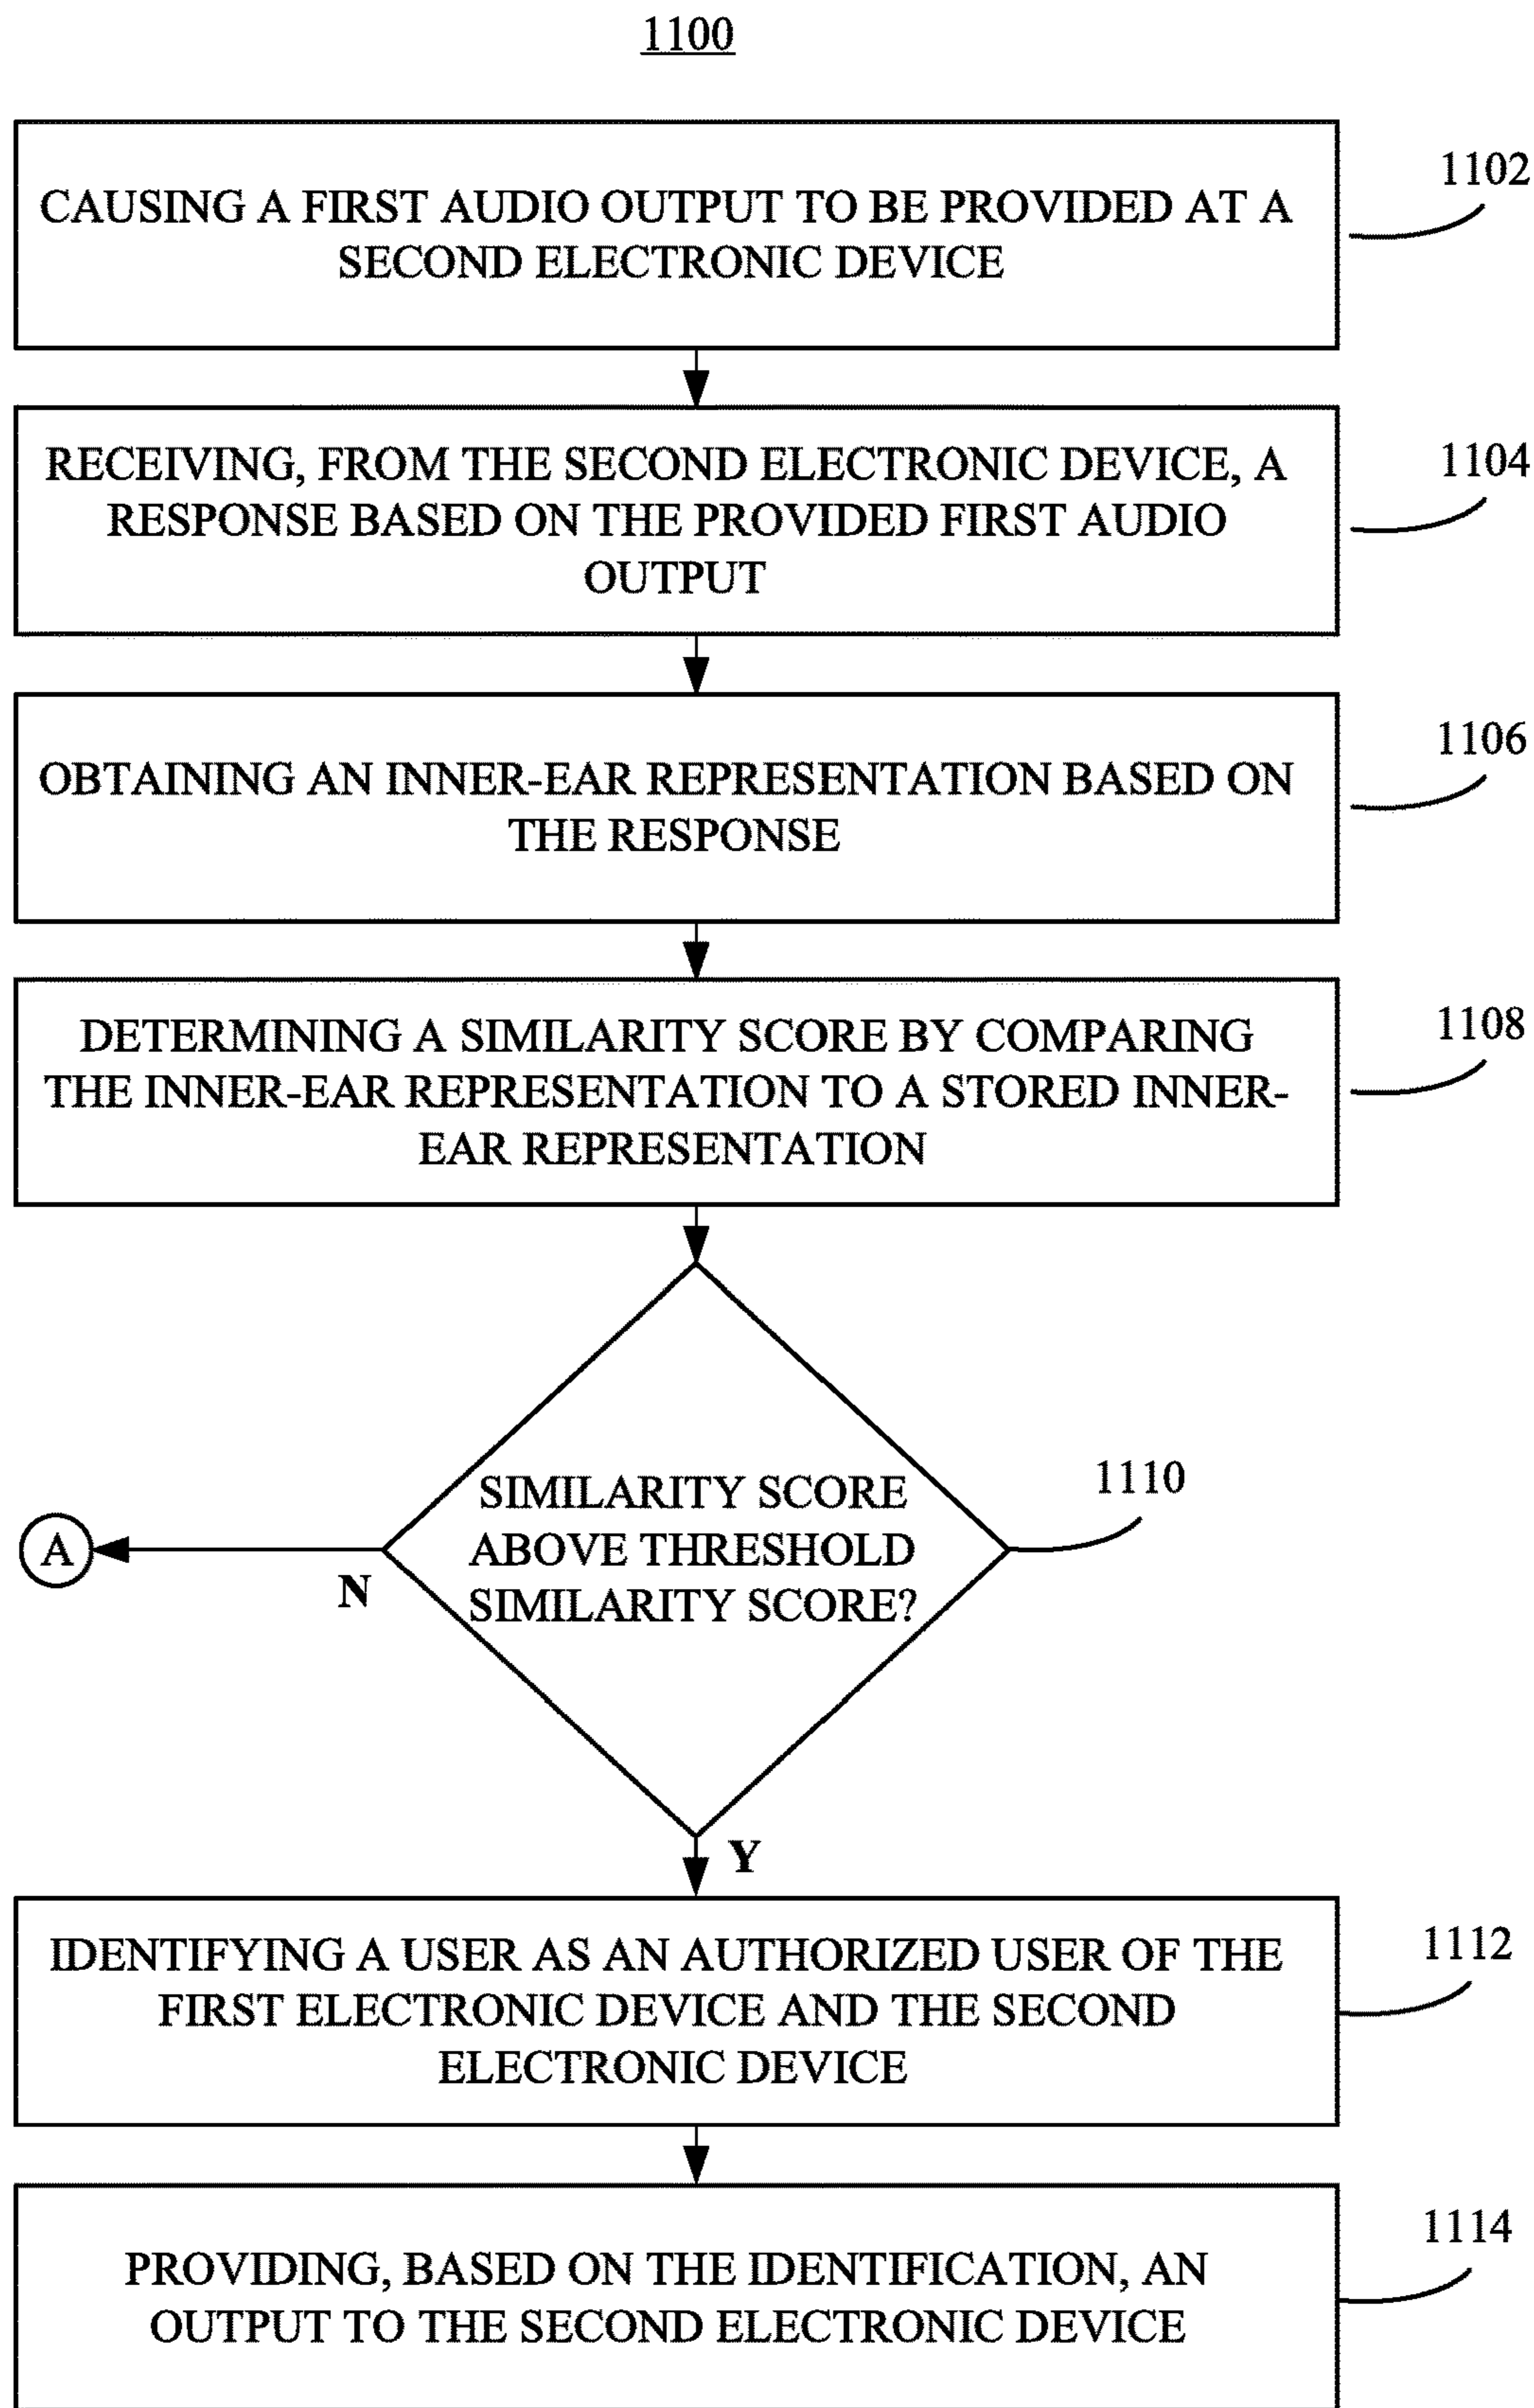 1100
CAUSING A FIRST AUDIO OUTPUT TO BE PROVIDED AT A
SECOND ELECTRONIC DEVICE
1102
RECEIVING, FROM THE SECOND ELECTRONIC DEVICE, A
RESPONSE BASED ON THE PROVIDED FIRST AUDIO
OUTPUT
1104
OBTAINING AN INNER-EAR REPRESENTATION BASED ON
THE RESPONSE
1106
DETERMINING A SIMILARITY SCORE BY COMPARING
THE INNER-EAR REPRESENTATION TO A STORED INNER-
EAR REPRESENTATION
1108
SIMILARITY SCORE
ABOVE THRESHOLD
SIMILARITY SCORE?
1110
A
N
Y
IDENTIFYING A USER AS AN AUTHORIZED USER OF THE
FIRST ELECTRONIC DEVICE AND THE SECOND
ELECTRONIC DEVICE
1112
PROVIDING, BASED ON THE IDENTIFICATION, AN
OUTPUT TO THE SECOND ELECTRONIC DEVICE
1114